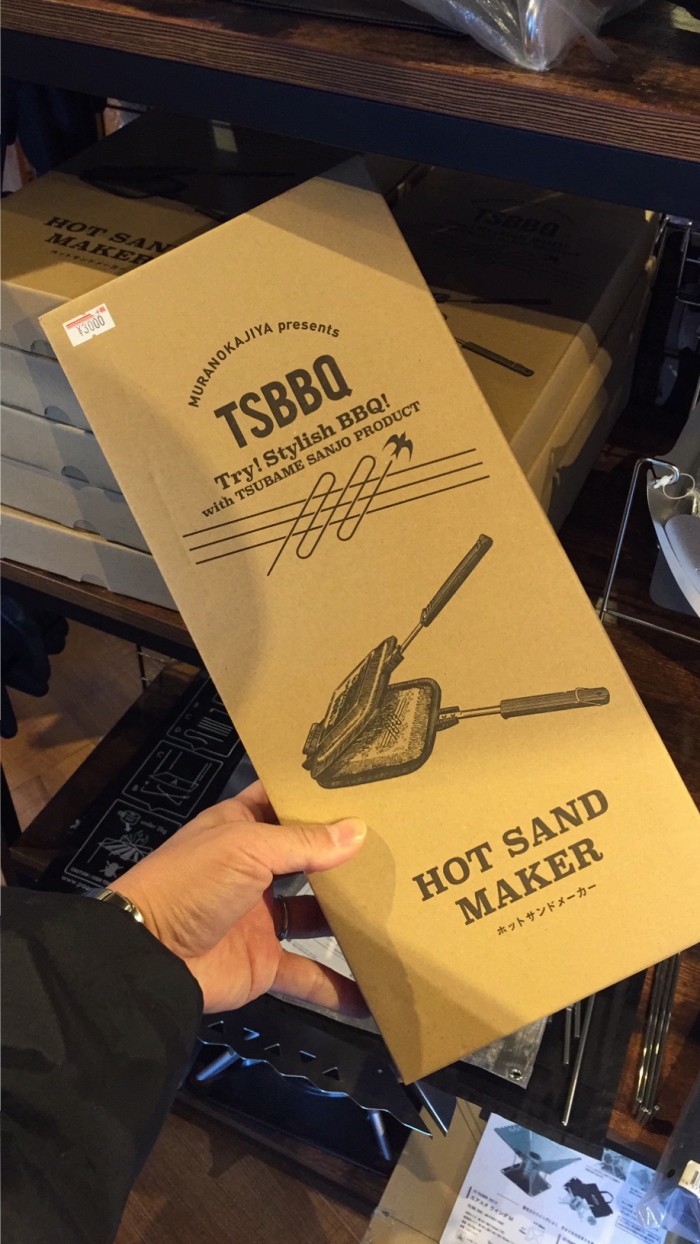 HOT SAN
MAKER
TSBBQ
¥3000
MURANOKAJIYA presents
TSBBQ
Try! Stylish BBQ!
with TSUBAME SANJO PRODUCT
HOT SAND
MAKER
ホットサンドメーカー